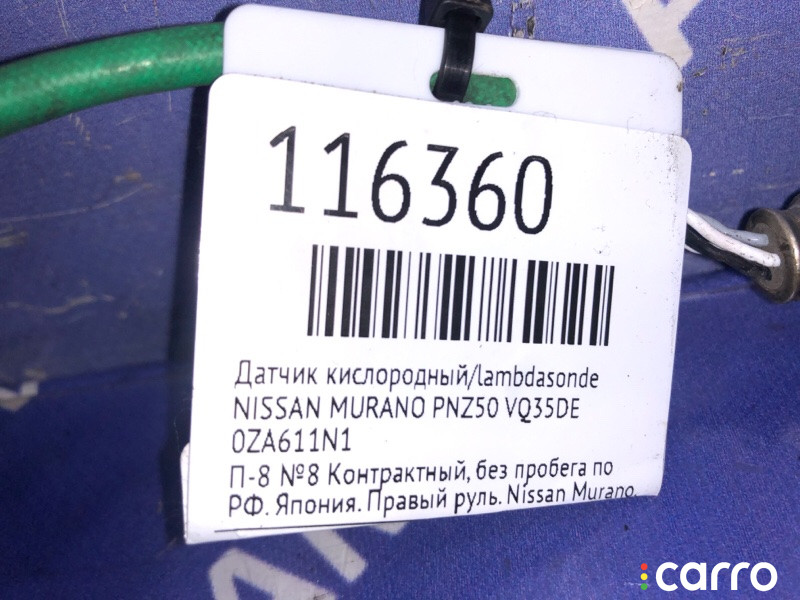 116360
Датчик кислородный/lambdasonde
NISSAN MURANO PNZ50 VQ35DE
0ZA611N1
П-8 №8 Контрактный, без пробега по
РФ. Япония. Правый руль. Nissan Murano.
carro